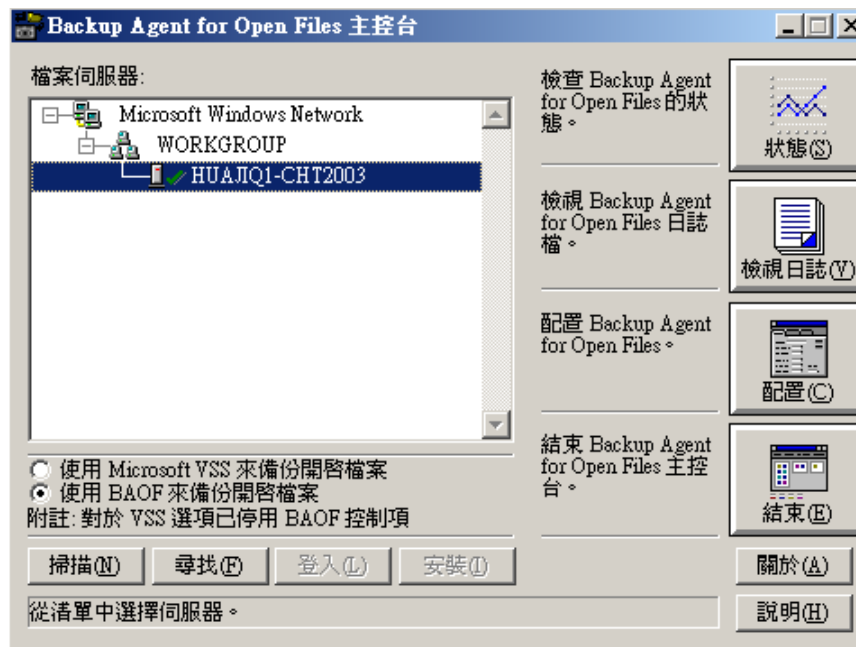 Backup Agent for Open Files 主控台
檔案伺服器:
Microsoft Windows Network
WORKGROUP
HUAJIQ1-CHT2003
使用 Microsoft VSS 來備份開啓檔案
使用 BAOF 來備份開啓檔案
附註: 對於 VSS 選項已停用 BAOF 控制項
掃描(N)
尋找(F)
登入(L)
安裝(I)
從清單中選擇伺服器。
檢查 Backup Agent
for Open Files 的狀
態。
狀態(S)
檢視 Backup Agent
for Open Files 日誌
檔。
檢視日誌(V)
配置 Backup Agent
for Open Files。
配置(C)
結束 Backup Agent
for Open Files 主控
台。
結束(E)
關於(A)
說明(H)